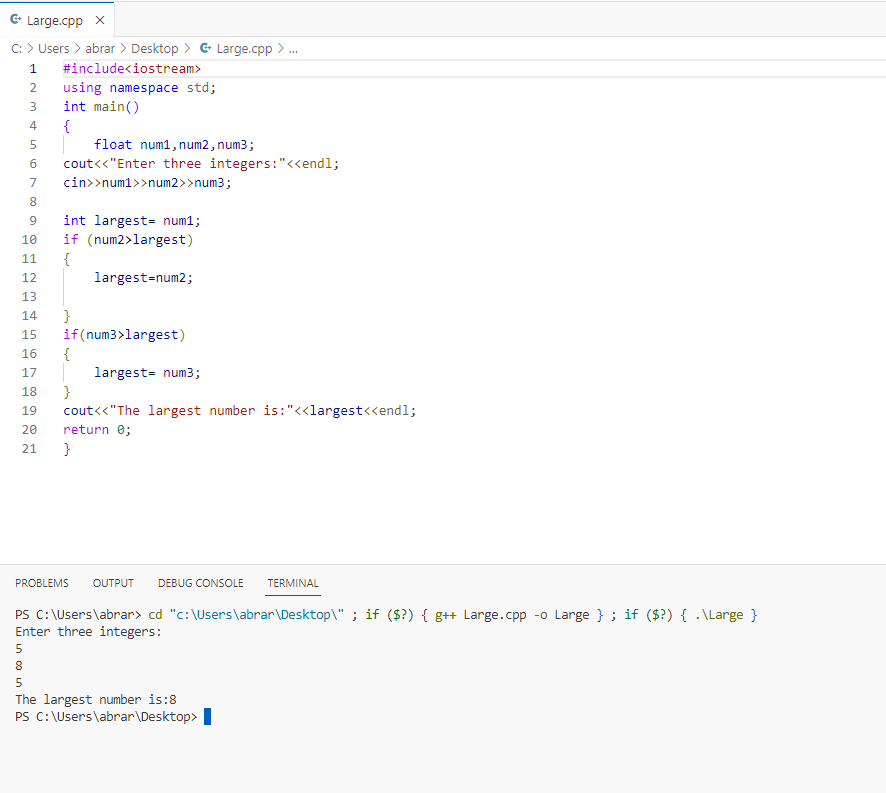 Large.cpp ×
C: > Users > abrar > Desktop > Large.cpp > ...
1 #include<iostream>
2 using namespace std;
3 int main()
4 {
5     float num1,num2,num3;
6 cout<<"Enter three integers:"<<endl;
7 cin>>num1>>num2>>num3;
8
9 int largest= num1;
10 if (num2>largest)
11 {
12     largest=num2;
13
14 }
15 if(num3>largest)
16 {
17     largest= num3;
18 }
19 cout<<"The largest number is:"<<largest<<endl;
20 return 0;
21 }
PROBLEMS OUTPUT DEBUG CONSOLE TERMINAL
PS C:\Users\abrar> cd "c:\Users\abrar\Desktop\" ; if ($?) { g++ Large.cpp -o Large } ; if ($?) { .\Large }
Enter three integers:
5
8
5
The largest number is:8
PS C:\Users\abrar\Desktop>